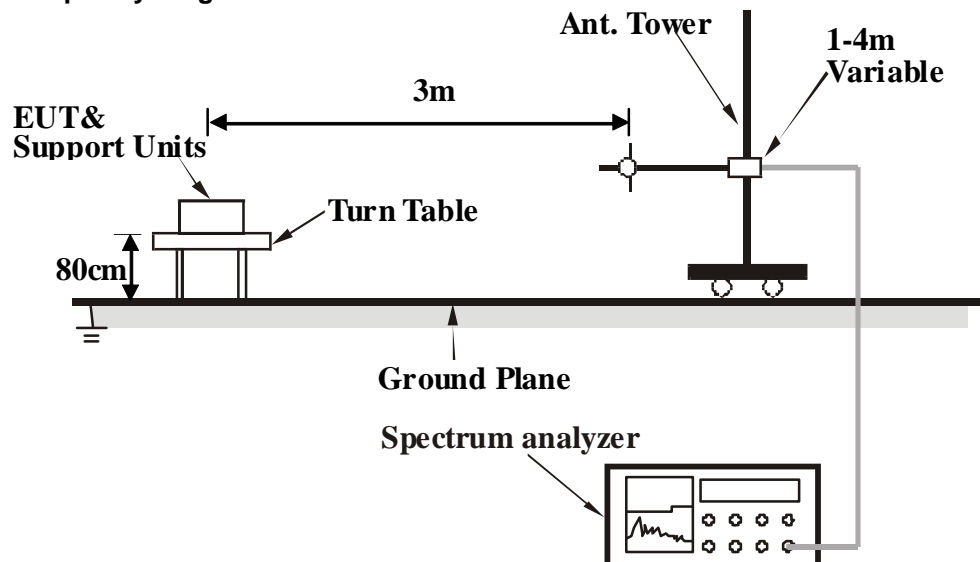 Ant. Tower
1-4m
Variable
3m
EUT&
Support Units
Turn Table
80cm
Ground Plane
Spectrum analyzer